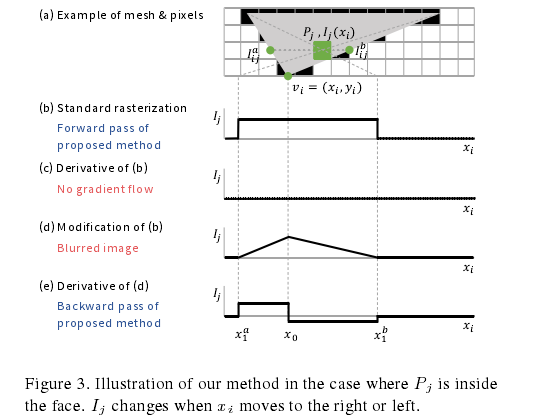 (a) Example of mesh & pixels
P_j , I_j(x_i)
I_{ij}^a
I_{ij}^b
v_i = (x_i, y_i)
(b) Standard rasterization
Forward pass of
proposed method
I_j
x_i
(c) Derivative of (b)
No gradient flow
I_j
x_i
(d) Modification of (b)
Blurred image
I_j
x_i
(e) Derivative of (d)
Backward pass of
proposed method
I_j
x_i
x_1^a
x_0
x_1^b
Figure 3. Illustration of our method in the case where P_j is inside
the face. I_j changes when x_i moves to the right or left.